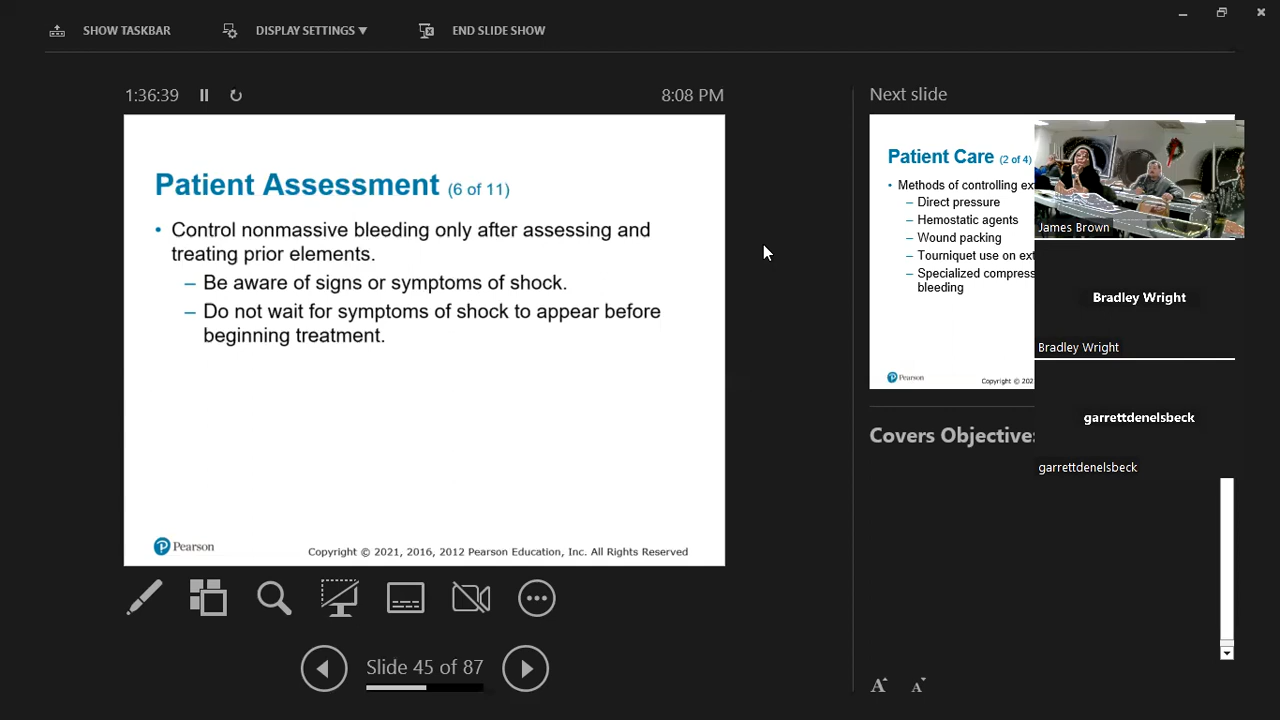 SHOW TASKBAR
DISPLAY SETTINGS ▼
END SLIDE SHOW
1:36:39
8:08 PM
Patient Assessment (6 of 11)
• Control nonmassive bleeding only after assessing and
treating prior elements.
– Be aware of signs or symptoms of shock.
– Do not wait for symptoms of shock to appear before
beginning treatment.
Pearson
Copyright © 2021, 2016, 2012 Pearson Education, Inc. All Rights Reserved
Slide 45 of 87
Next slide
Patient Care (2 of 4)
• Methods of controlling ex
– Direct pressure
– Hemostatic agents
– Wound packing
– Tourniquet use on ext
– Specialized compress
bleeding
Pearson
Copyright © 202
James Brown
Bradley Wright
Bradley Wright
garrettdenelsbeck
garrettdenelsbeck
Covers Objective
A
A